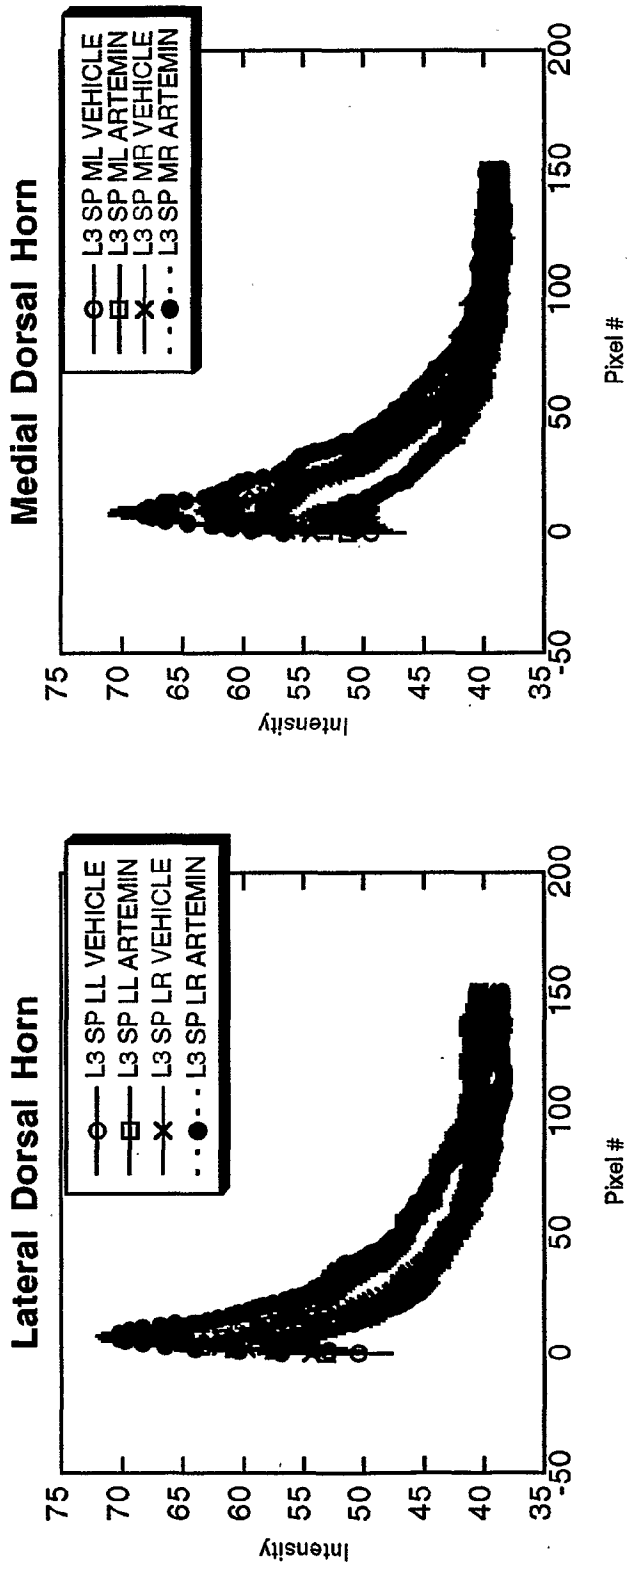 Lateral Dorsal Horn
L3 SP LL VEHICLE
L3 SP LL ARTEMIN
L3 SP LR VEHICLE
L3 SP LR ARTEMIN
75
70
65
60
55
50
45
40
35
Intensity
-50
0
50
100
150
200
Pixel #
Medial Dorsal Horn
L3 SP ML VEHICLE
L3 SP ML ARTEMIN
L3 SP MR VEHICLE
L3 SP MR ARTEMIN
75
70
65
60
55
50
45
40
35
Intensity
-50
0
50
100
150
200
Pixel #